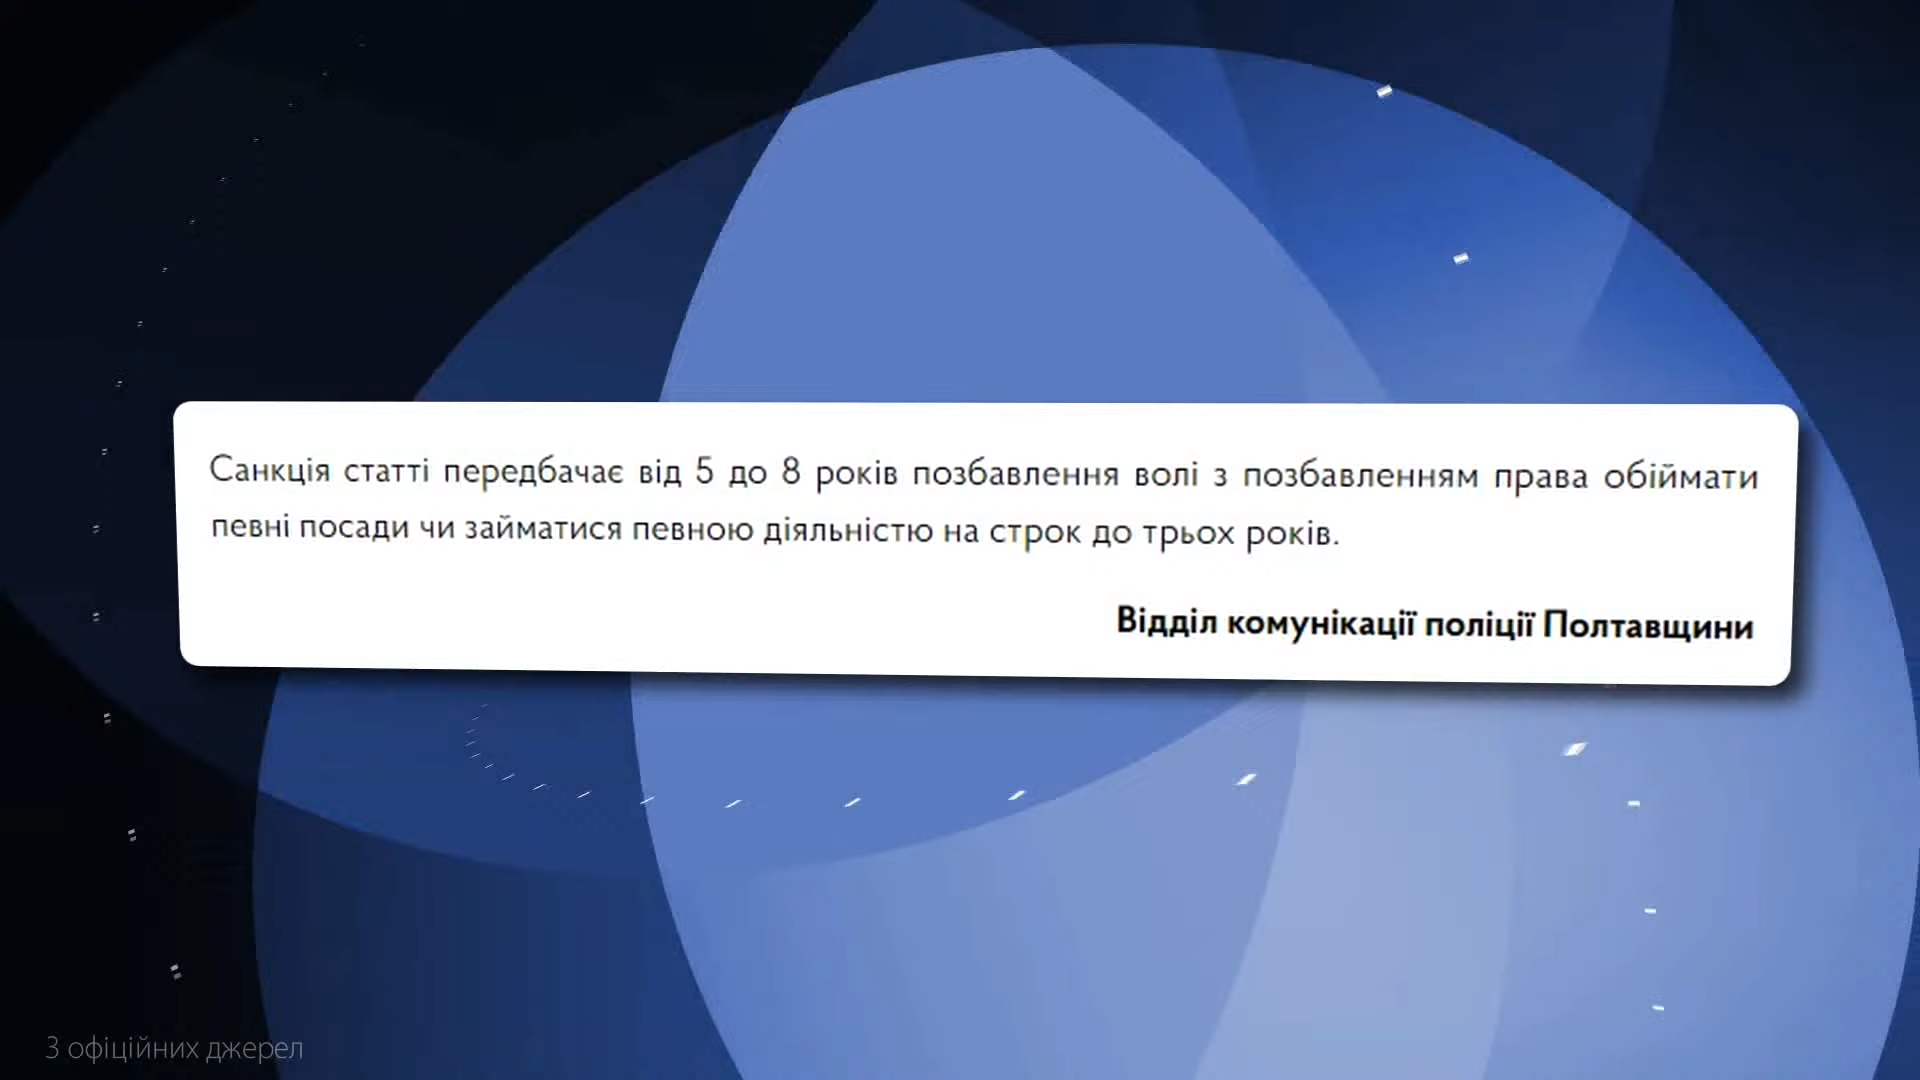 Санкція статті передбачає від 5 до 8 років позбавлення волі з позбавленням права обіймати
певні посади чи займатися певною діяльністю на строк до трьох років.
Відділ комунікації поліції Полтавщини
З офіційних джерел